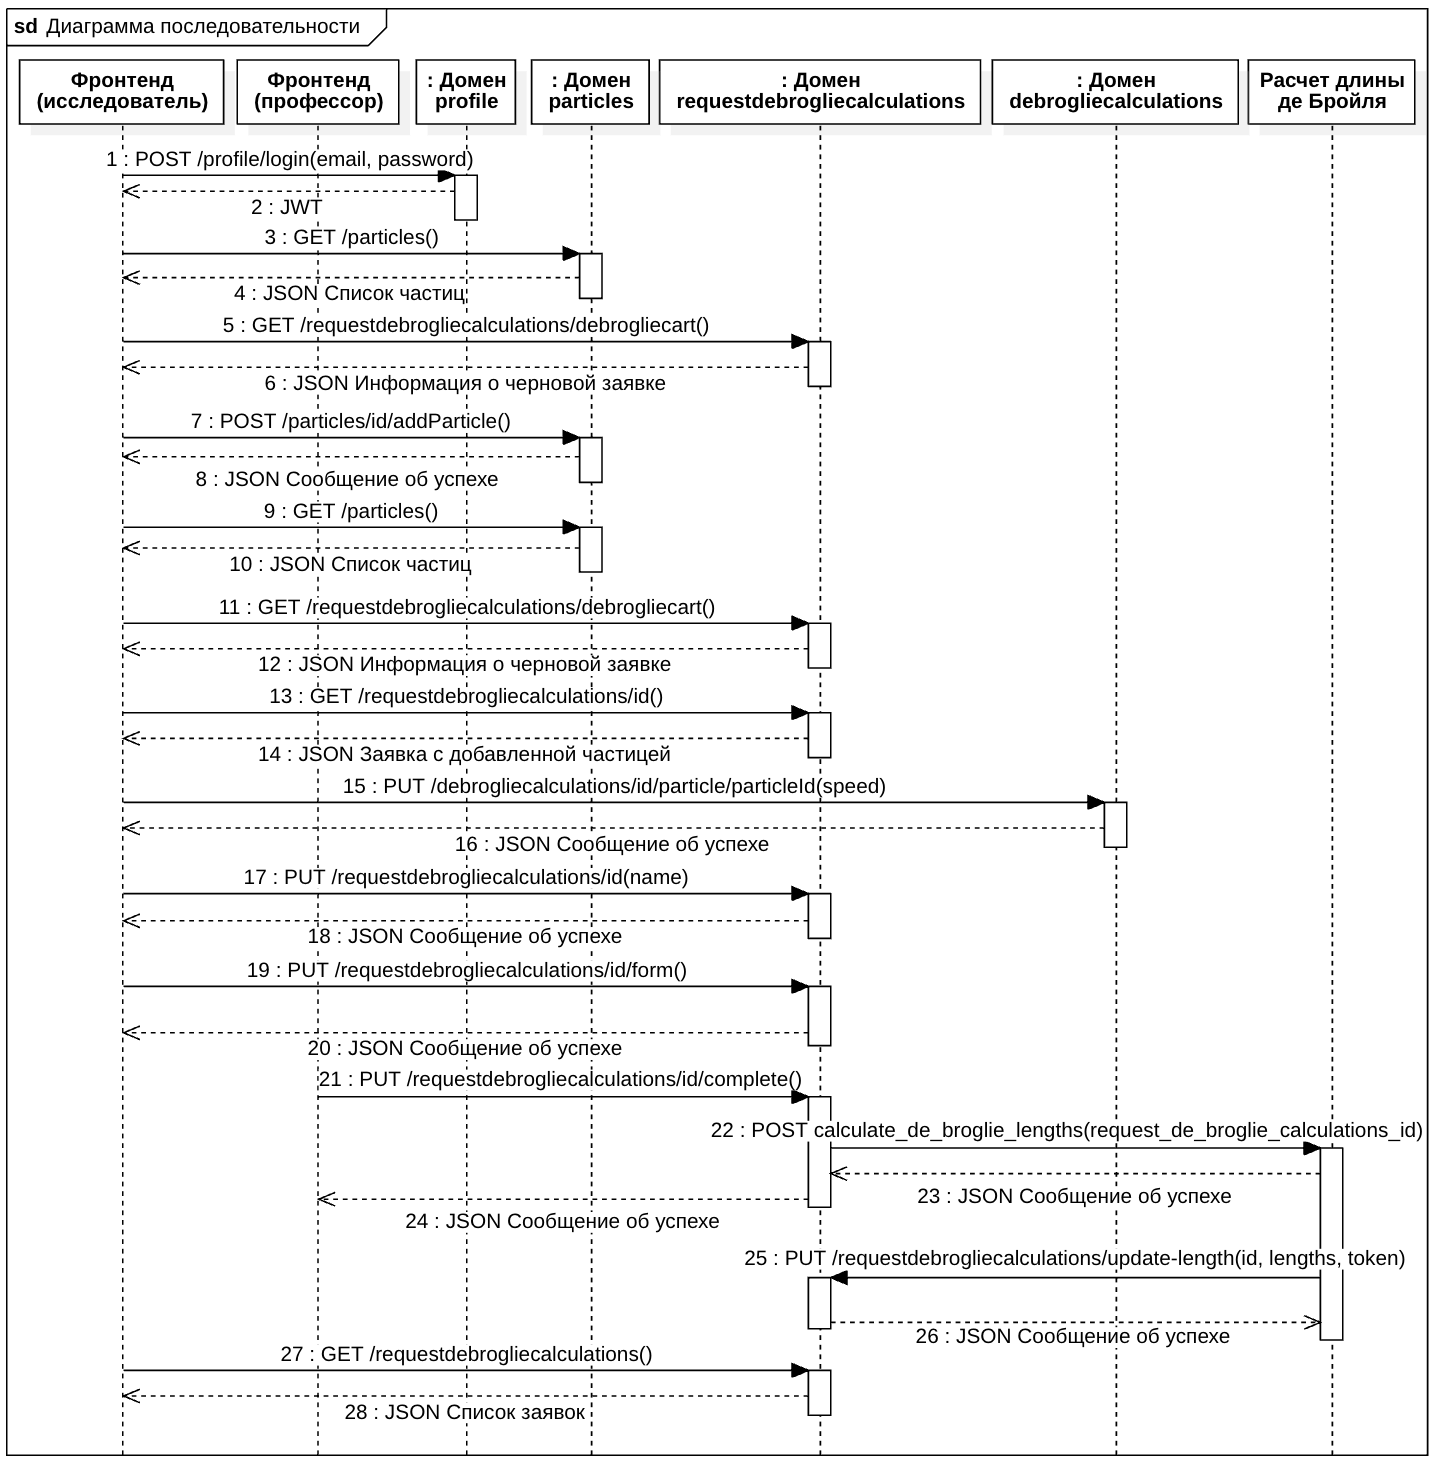 sd Диаграмма последовательности
Фронтенд
(исследователь)
Фронтенд
(профессор)
: Домен
profile
: Домен
particles
: Домен
requestdebrogliecalculations
: Домен
debrogliecalculations
Расчет длины
де Бройля
1 : POST /profile/login(email, password)
2 : JWT
3 : GET /particles()
4 : JSON Список частиц
5 : GET /requestdebrogliecalculations/debrogliecart()
6 : JSON Информация о черновой заявке
7 : POST /particles/id/addParticle()
8 : JSON Сообщение об успехе
9 : GET /particles()
10 : JSON Список частиц
11 : GET /requestdebrogliecalculations/debrogliecart()
12 : JSON Информация о черновой заявке
13 : GET /requestdebrogliecalculations/id()
14 : JSON Заявка с добавленной частицей
15 : PUT /debrogliecalculations/id/particle/particleId(speed)
16 : JSON Сообщение об успехе
17 : PUT /requestdebrogliecalculations/id(name)
18 : JSON Сообщение об успехе
19 : PUT /requestdebrogliecalculations/id/form()
20 : JSON Сообщение об успехе
21 : PUT /requestdebrogliecalculations/id/complete()
22 : POST calculate_de_broglie_lengths(request_de_broglie_calculations_id)
23 : JSON Сообщение об успехе
24 : JSON Сообщение об успехе
25 : PUT /requestdebrogliecalculations/update-length(id, lengths, token)
26 : JSON Сообщение об успехе
27 : GET /requestdebrogliecalculations()
28 : JSON Список заявок